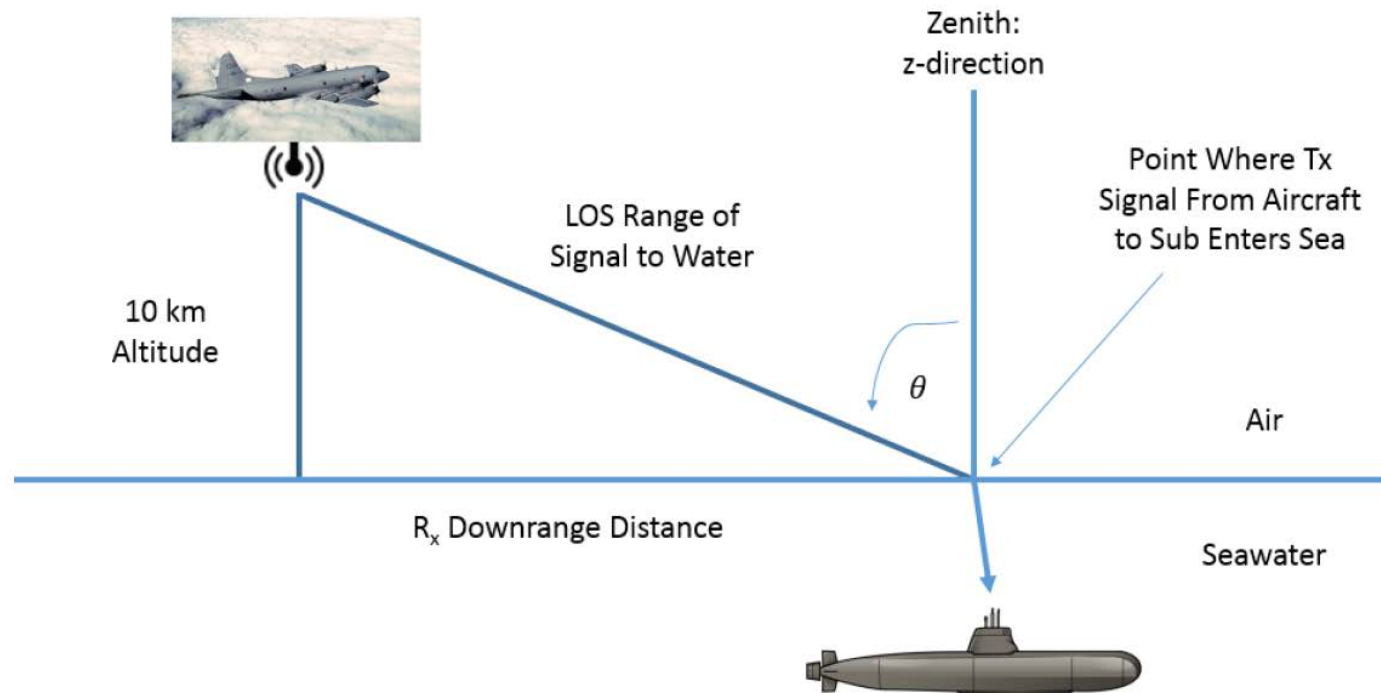 Zenith:
z-direction
Point Where Tx
Signal From Aircraft
to Sub Enters Sea
LOS Range of
Signal to Water
10 km
Altitude
θ
Air
Rₓ Downrange Distance
Seawater